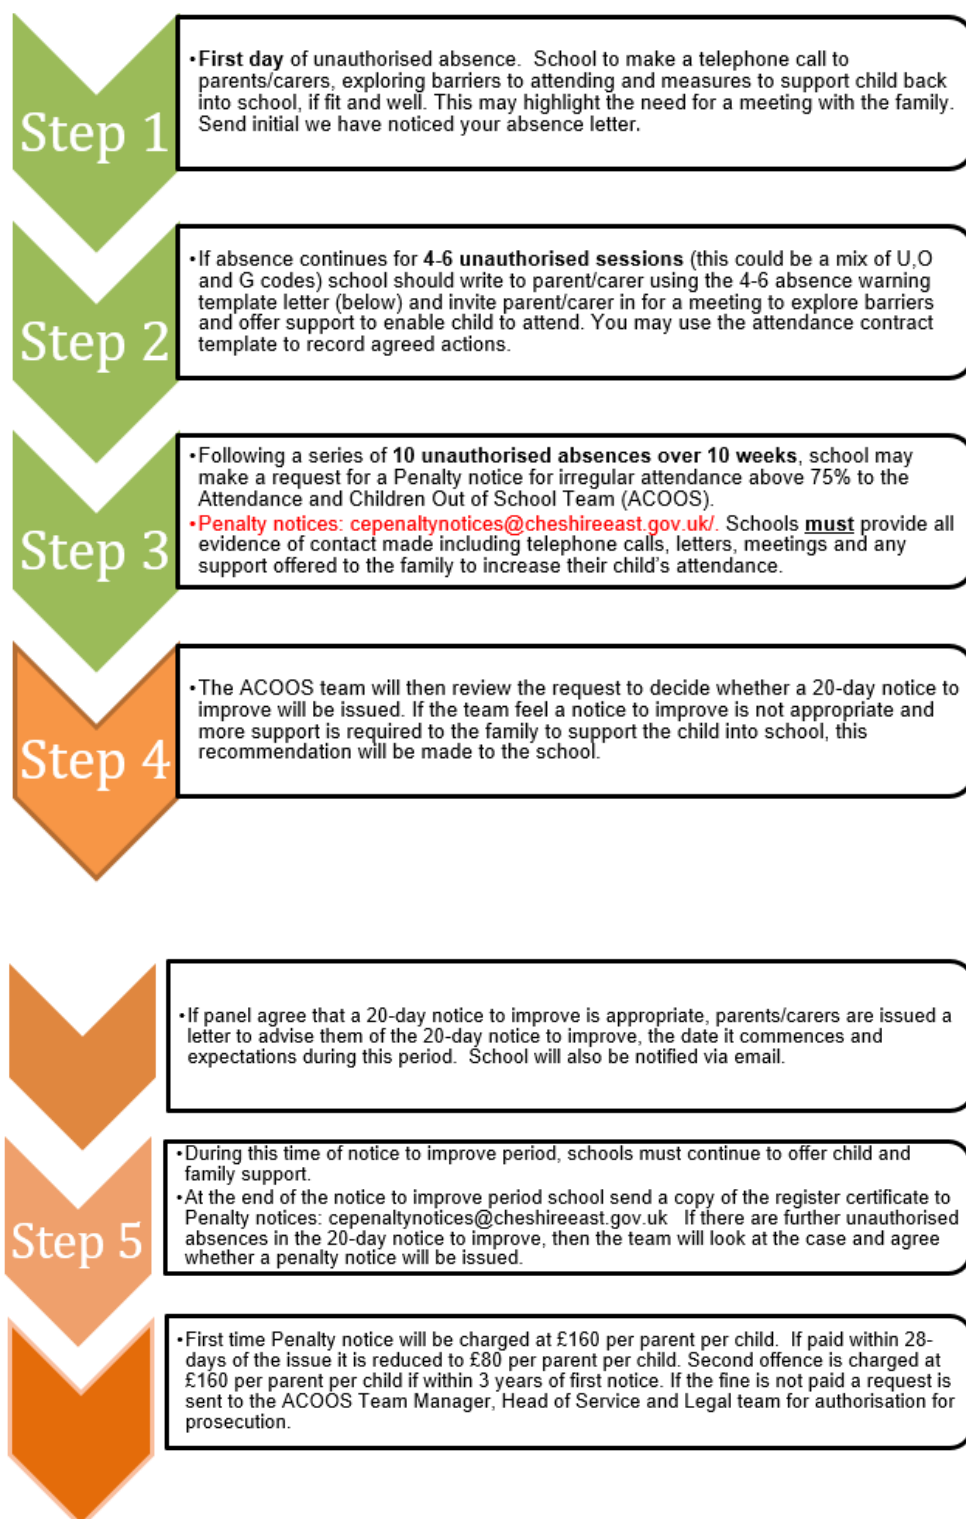 Step 1
•First day of unauthorised absence.  School to make a telephone call to
parents/carers, exploring barriers to attending and measures to support child back
into school, if fit and well. This may highlight the need for a meeting with the family.
Send initial we have noticed your absence letter.
Step 2
•If absence continues for 4-6 unauthorised sessions (this could be a mix of U,O
and G codes) school should write to parent/carer using the 4-6 absence warning
template letter (below) and invite parent/carer in for a meeting to explore barriers
and offer support to enable child to attend. You may use the attendance contract
template to record agreed actions.
Step 3
•Following a series of 10 unauthorised absences over 10 weeks, school may
make a request for a Penalty notice for irregular attendance above 75% to the
Attendance and Children Out of School Team (ACOOS).
•Penalty notices: cepenaltynotices@cheshireeast.gov.uk/. Schools must provide all
evidence of contact made including telephone calls, letters, meetings and any
support offered to the family to increase their child's attendance.
Step 4
•The ACOOS team will then review the request to decide whether a 20-day notice to
improve will be issued. If the team feel a notice to improve is not appropriate and
more support is required to the family to support the child into school, this
recommendation will be made to the school.
•If panel agree that a 20-day notice to improve is appropriate, parents/carers are issued a
letter to advise them of the 20-day notice to improve, the date it commences and
expectations during this period.  School will also be notified via email.
Step 5
•During this time of notice to improve period, schools must continue to offer child and
family support.
•At the end of the notice to improve period school send a copy of the register certificate to
Penalty notices: cepenaltynotices@cheshireeast.gov.uk   If there are further unauthorised
absences in the 20-day notice to improve, then the team will look at the case and agree
whether a penalty notice will be issued.
•First time Penalty notice will be charged at £160 per parent per child.  If paid within 28-
days of the issue it is reduced to £80 per parent per child. Second offence is charged at
£160 per parent per child if within 3 years of first notice. If the fine is not paid a request is
sent to the ACOOS Team Manager, Head of Service and Legal team for authorisation for
prosecution.